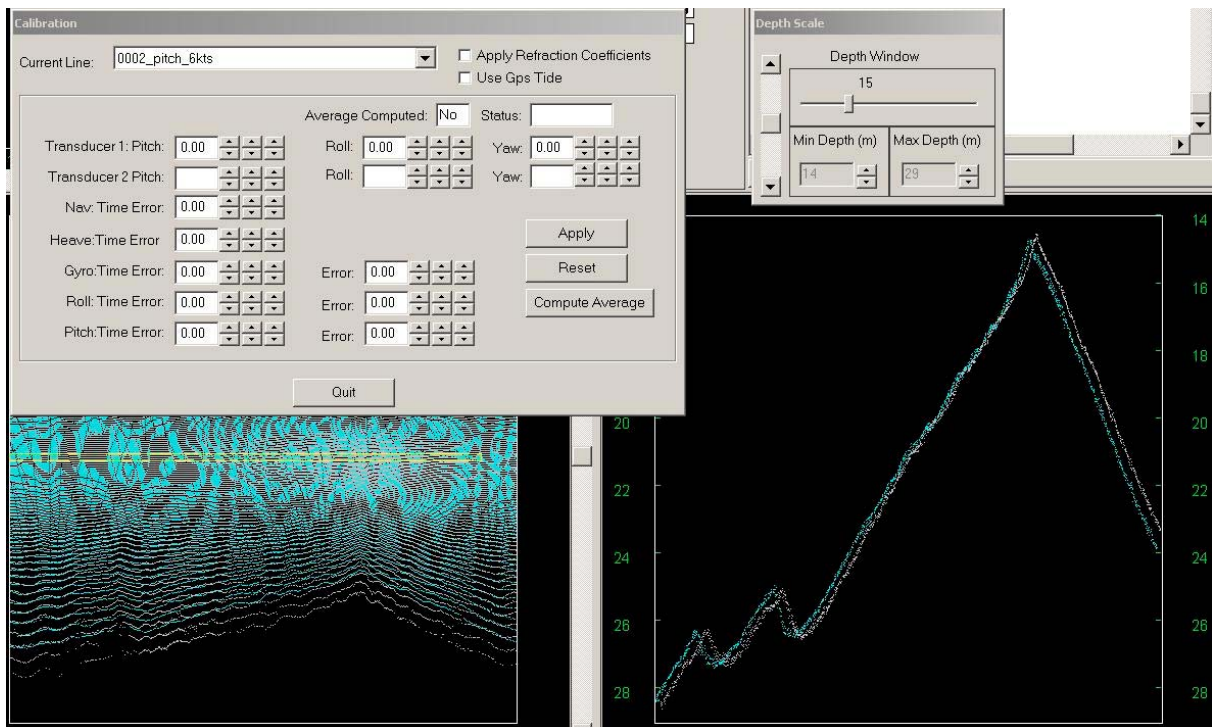 Calibration
Current Line: 0002_pitch_6kts
Apply Refraction Coefficients
Use Gps Tide
Average Computed: No Status:
Transducer 1: Pitch: 0.00 Roll: 0.00 Yaw: 0.00
Transducer 2 Pitch: Roll: Yaw:
Nav: Time Error: 0.00
Heave:Time Error 0.00
Apply
Gyro:Time Error: 0.00 Error: 0.00
Reset
Roll: Time Error: 0.00 Error: 0.00
Compute Average
Pitch:Time Error: 0.00 Error: 0.00
Quit
Depth Scale
Depth Window
15
Min Depth (m) Max Depth (m)
14 29
20
22
24
26
28
14
16
18
20
22
24
26
28